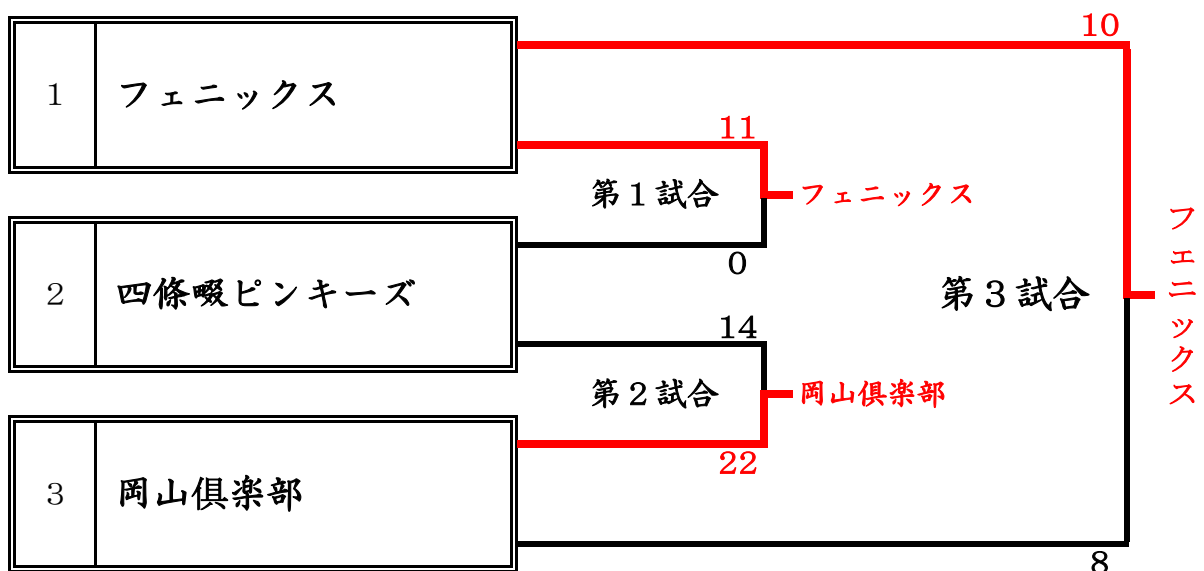 10
1 フェニックス
11
第1試合 フェニックス
0
2 四條畷ピンキーズ
14
第2試合 岡山倶楽部
22
3 岡山倶楽部
第3試合
8
フェニックス